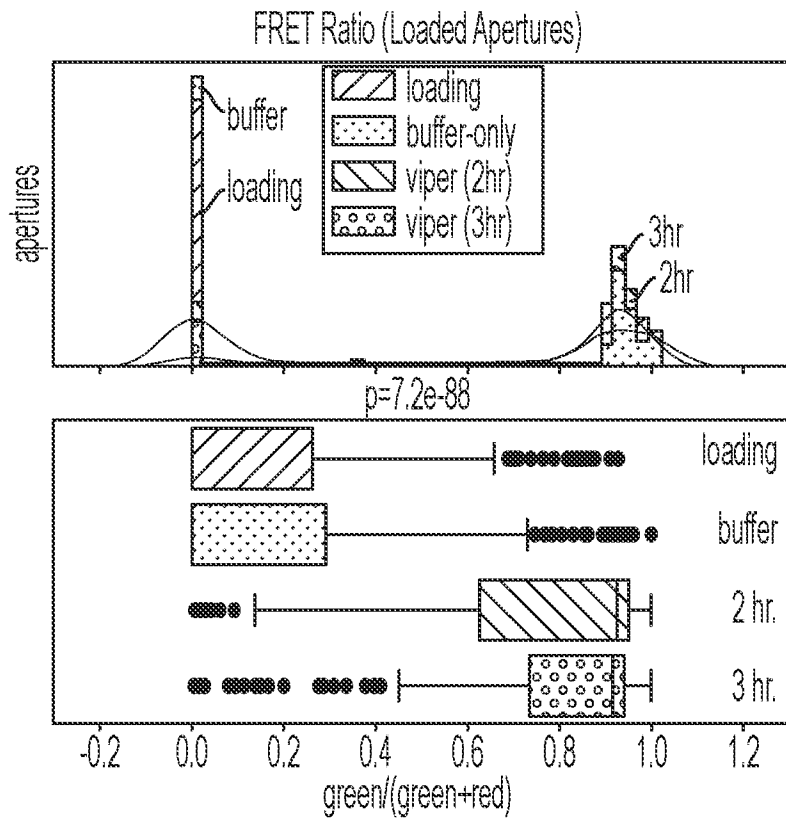 FRET Ratio (Loaded Apertures)
buffer
loading
loading
buffer-only
viper (2hr)
viper (3hr)
3hr
2hr
apertures
p=7.2e-88
loading
buffer
2 hr.
3 hr.
-0.2 0.0 0.2 0.4 0.6 0.8 1.0 1.2
green/(green+red)